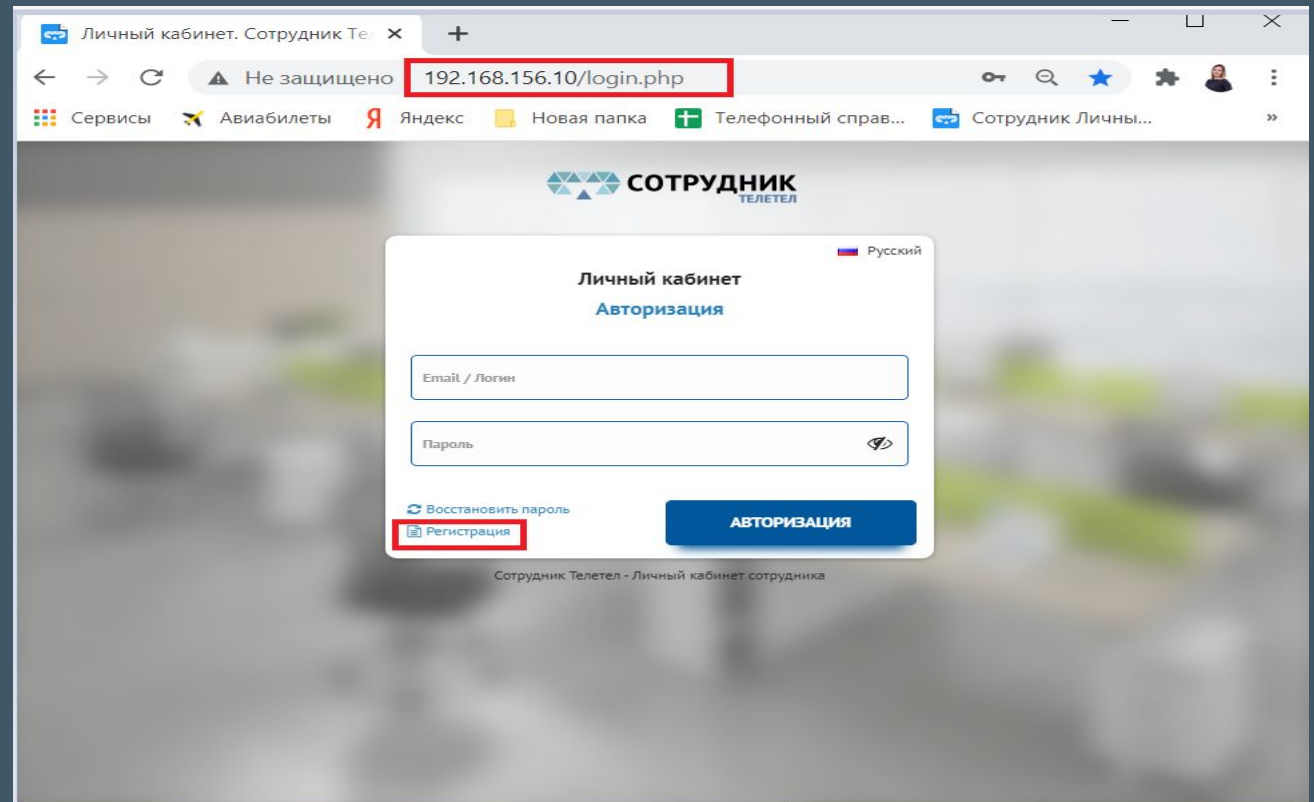 Личный кабинет. Сотрудник Те
Не защищено 192.168.156.10/login.php
Сервисы Авиабилеты Яндекс Новая папка Телефонный справ... Сотрудник Личны... »
СОТРУДНИК
ТЕЛЕТЕЛ
Русский
Личный кабинет
Авторизация
Email / Логин
Пароль
Восстановить пароль
Регистрация
АВТОРИЗАЦИЯ
Сотрудник Телетел - Личный кабинет сотрудника